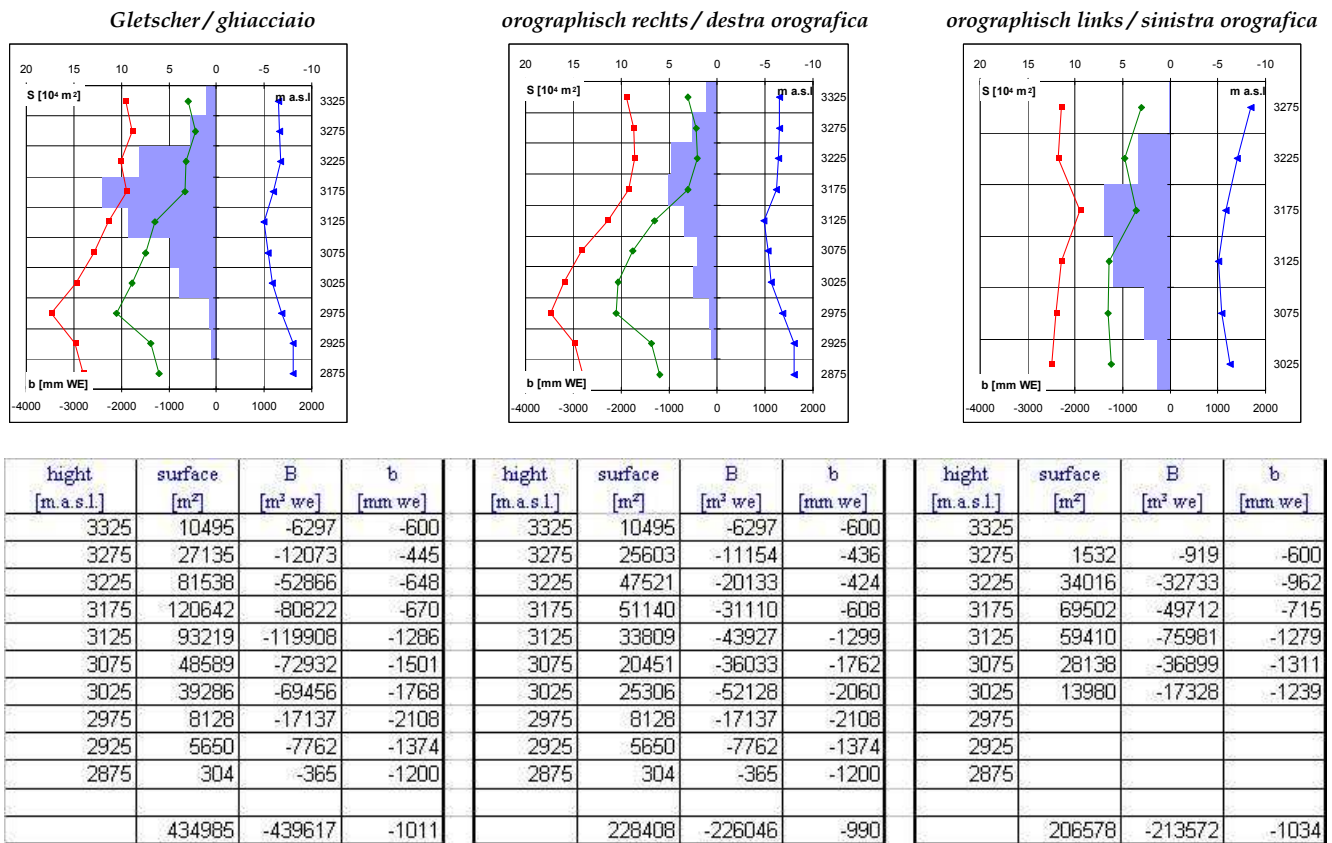 Gletscher / ghiacciaio
20 15 10 5 0 -5 -10
S [10⁴ m²] m a.s.l
3325
3275
3225
3175
3125
3075
3025
2975
2925
2875
b [mm WE]
-4000 -3000 -2000 -1000 0 1000 2000
orographisch rechts / destra orografica
20 15 10 5 0 -5 -10
S [10⁴ m²] m a.s.l
3325
3275
3225
3175
3125
3075
3025
2975
2925
2875
b [mm WE]
-4000 -3000 -2000 -1000 0 1000 2000
orographisch links / sinistra orografica
20 15 10 5 0 -5 -10
S [10⁴ m²] m a.s.l
3275
3225
3175
3125
3075
3025
b [mm WE]
-4000 -3000 -2000 -1000 0 1000 2000
hight surface B b hight surface B b hight surface B b
[m.a.s.l.] [m²] [m³ we] [mm we] [m.a.s.l.] [m²] [m³ we] [mm we] [m.a.s.l.] [m²] [m³ we] [mm we]
3325 10495 -6297 -600 3325 10495 -6297 -600 3325
3275 27135 -12073 -445 3275 25603 -11154 -436 3275 1532 -919 -600
3225 81538 -52866 -648 3225 47521 -20133 -424 3225 34016 -32733 -962
3175 120642 -80822 -670 3175 51140 -31110 -608 3175 69502 -49712 -715
3125 93219 -119908 -1286 3125 33809 -43927 -1299 3125 59410 -75981 -1279
3075 48589 -72932 -1501 3075 20451 -36033 -1762 3075 28138 -36899 -1311
3025 39286 -69456 -1768 3025 25306 -52128 -2060 3025 13980 -17328 -1239
2975 8128 -17137 -2108 2975 8128 -17137 -2108 2975
2925 5650 -7762 -1374 2925 5650 -7762 -1374 2925
2875 304 -365 -1200 2875 304 -365 -1200 2875
434985 -439617 -1011 228408 -226046 -990 206578 -213572 -1034